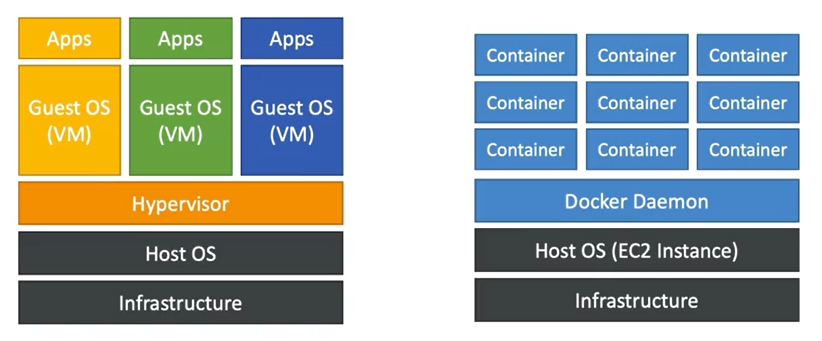 Apps
Apps
Apps
Guest OS
(VM)
Guest OS
(VM)
Guest OS
(VM)
Hypervisor
Host OS
Infrastructure
Container
Container
Container
Container
Container
Container
Container
Container
Container
Docker Daemon
Host OS (EC2 Instance)
Infrastructure